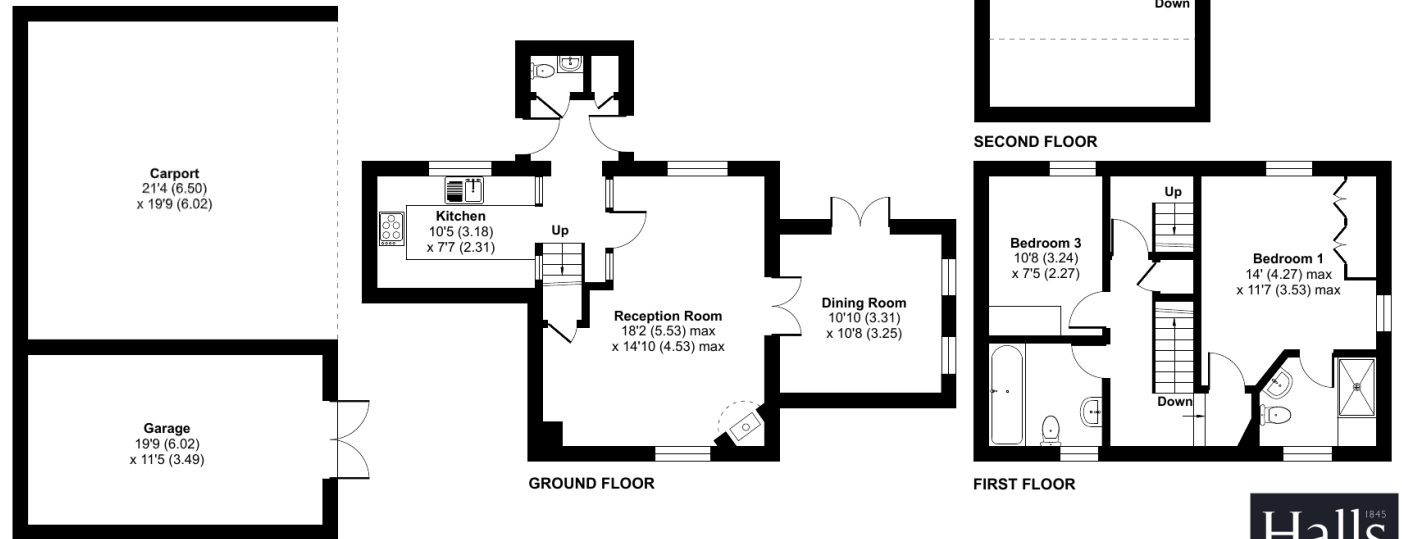 Down
SECOND FLOOR
Carport
21'4 (6.50)
x 19'9 (6.02)
Kitchen
10'5 (3.18)
x 7'7 (2.31)
Up
Reception Room
18'2 (5.53) max
x 14'10 (4.53) max
Dining Room
10'10 (3.31)
x 10'8 (3.25)
Garage
19'9 (6.02)
x 11'5 (3.49)
GROUND FLOOR
Up
Bedroom 3
10'8 (3.24)
x 7'5 (2.27)
Bedroom 1
14' (4.27) max
x 11'7 (3.53) max
Down
FIRST FLOOR
Halls
1845